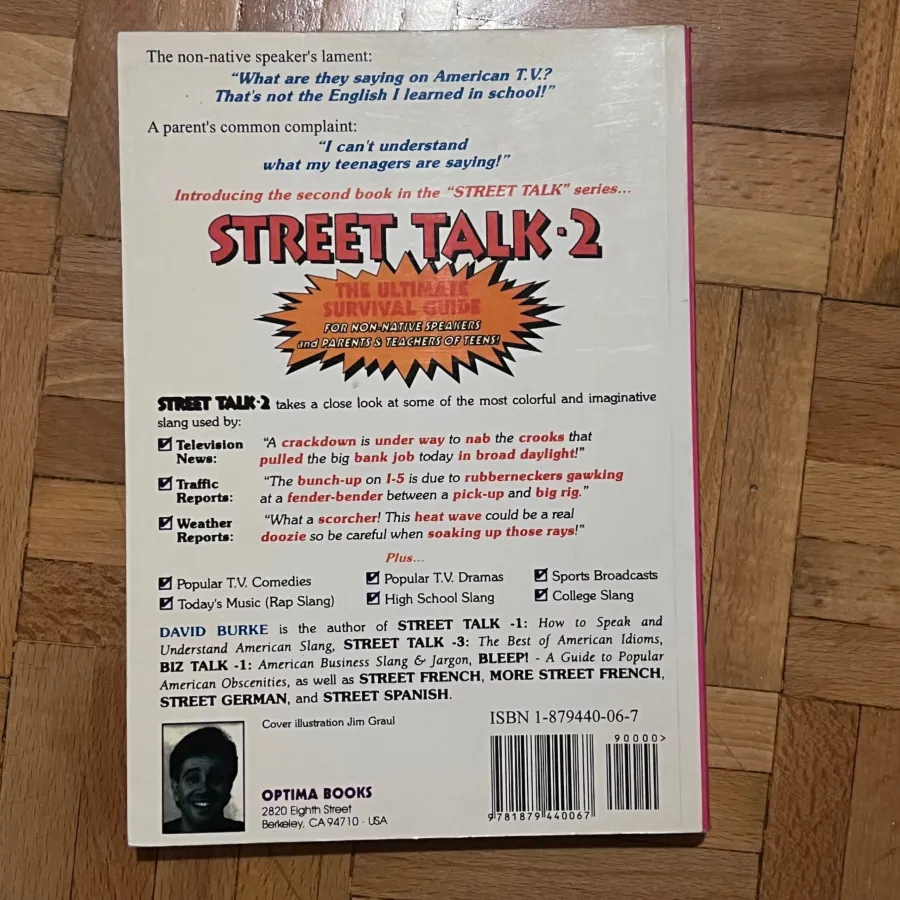 The non-native speaker's lament:
"What are they saying on American T.V.?
That's not the English I learned in school!"
A parent's common complaint:
"I can't understand
what my teenagers are saying!"
Introducing the second book in the "STREET TALK" series...
STREET TALK·2
THE ULTIMATE
SURVIVAL GUIDE
FOR NON-NATIVE SPEAKERS
and PARENTS & TEACHERS OF TEENS!
STREET TALK·2 takes a close look at some of the most colorful and imaginative
slang used by:
Television "A crackdown is under way to nab the crooks that
News: pulled the big bank job today in broad daylight!"
Traffic "The bunch-up on I-5 is due to rubberneckers gawking
Reports: at a fender-bender between a pick-up and big rig."
Weather "What a scorcher! This heat wave could be a real
Reports: doozie so be careful when soaking up those rays!"
Plus...
Popular T.V. Comedies Popular T.V. Dramas Sports Broadcasts
Today's Music (Rap Slang) High School Slang College Slang
DAVID BURKE is the author of STREET TALK -1: How to Speak and
Understand American Slang, STREET TALK -3: The Best of American Idioms,
BIZ TALK -1: American Business Slang & Jargon, BLEEP! - A Guide to Popular
American Obscenities, as well as STREET FRENCH, MORE STREET FRENCH,
STREET GERMAN, and STREET SPANISH.
Cover illustration Jim Graul
ISBN 1-879440-06-7
90000>
OPTIMA BOOKS
2820 Eighth Street
Berkeley, CA 94710 · USA
9 781879 440067